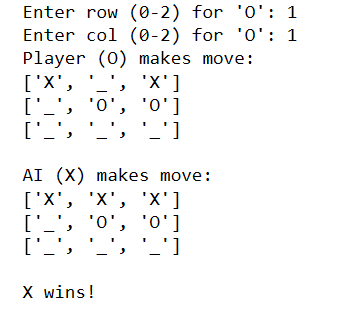 Enter row (0-2) for 'O': 1
Enter col (0-2) for 'O': 1
Player (O) makes move:
['X', '_', 'X']
['_', 'O', 'O']
['_', '_', '_']
AI (X) makes move:
['X', 'X', 'X']
['_', 'O', 'O']
['_', '_', '_']
X wins!